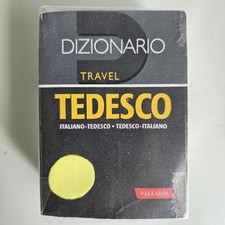 DIZIONARIO
TRAVEL
TEDESCO
ITALIANO-TEDESCO • TEDESCO-ITALIANO
VALLARDI